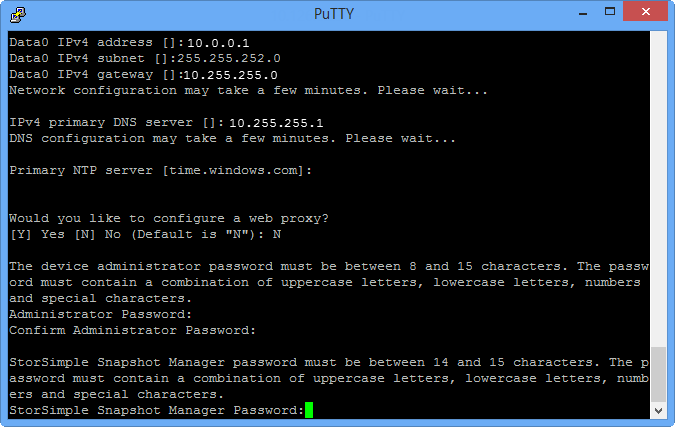 PuTTY
Data0 IPv4 address []:10.0.0.1
Data0 IPv4 subnet []:255.255.252.0
Data0 IPv4 gateway []:10.255.255.0
Network configuration may take a few minutes. Please wait...
IPv4 primary DNS server []: 10.255.255.1
DNS configuration may take a few minutes. Please wait...
Primary NTP server [time.windows.com]:
Would you like to configure a web proxy?
[Y] Yes [N] No (Default is "N"): N
The device administrator password must be between 8 and 15 characters. The passw
ord must contain a combination of uppercase letters, lowercase letters, numbers
and special characters.
Administrator Password:
Confirm Administrator Password:
StorSimple Snapshot Manager password must be between 14 and 15 characters. The p
assword must contain a combination of uppercase letters, lowercase letters, numb
ers and special characters.
StorSimple Snapshot Manager Password: